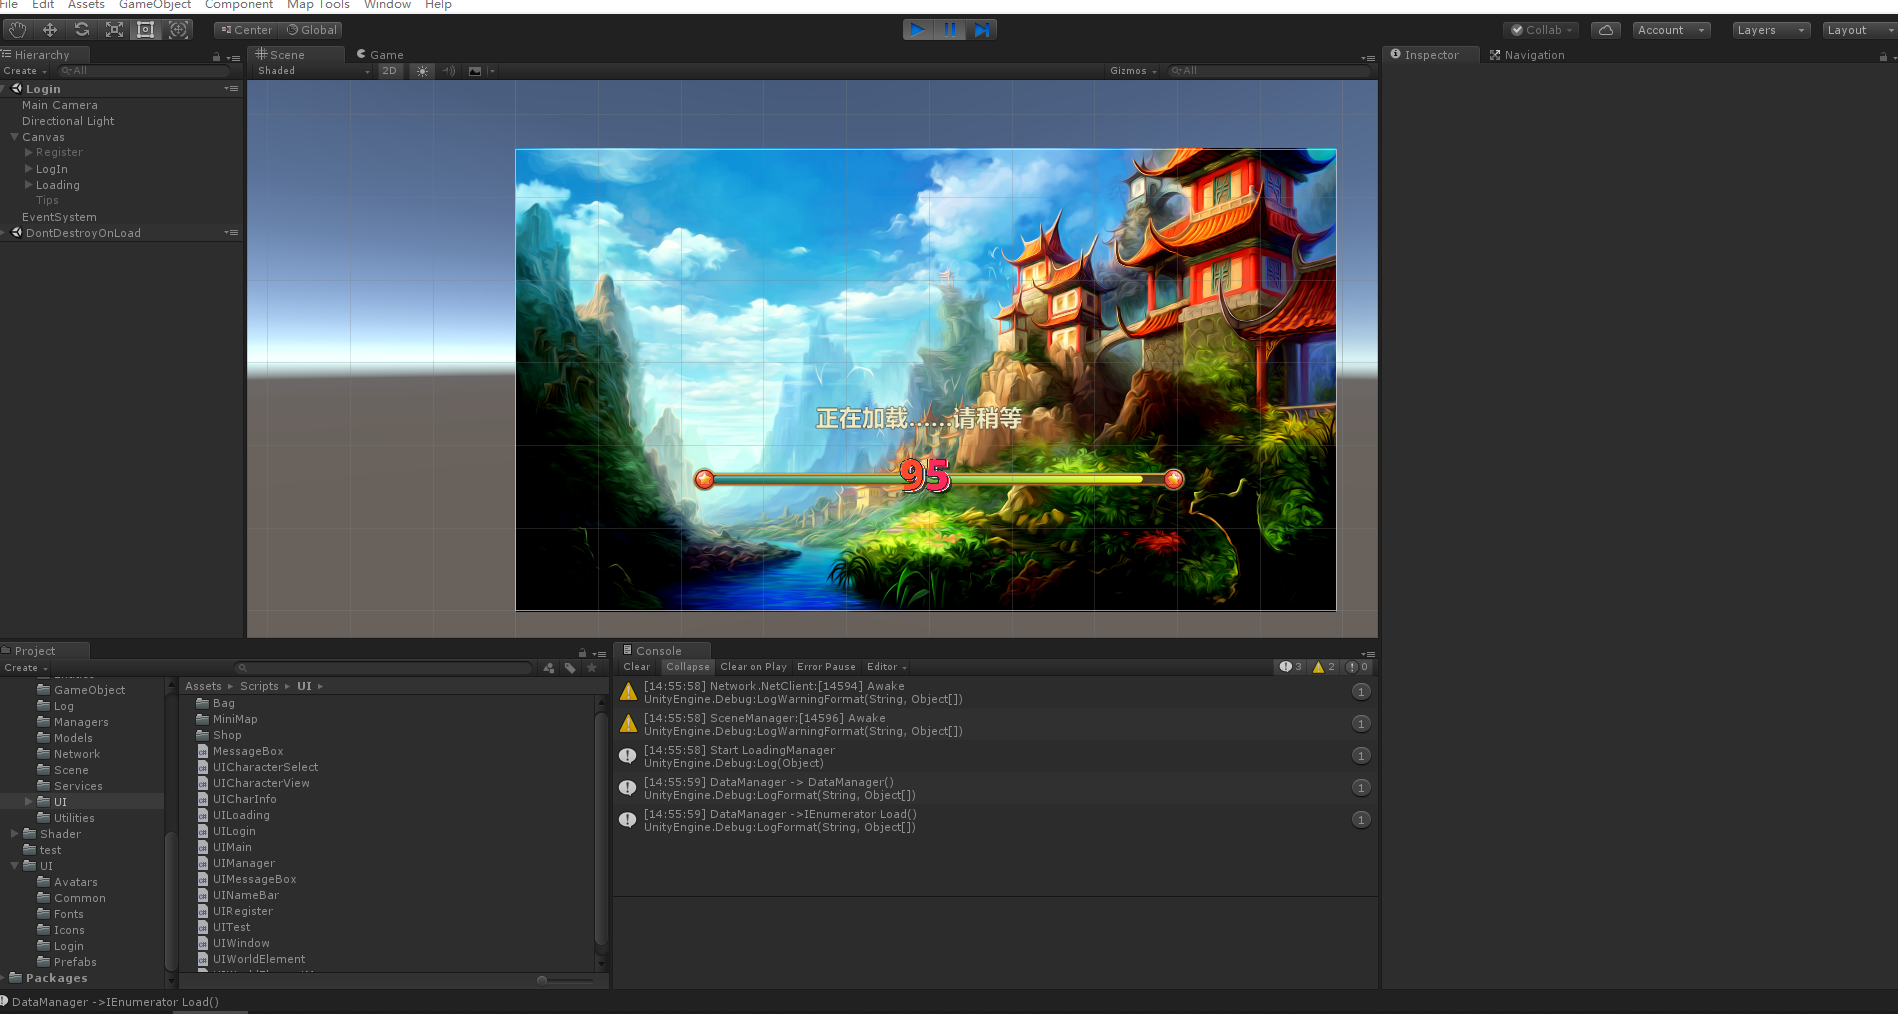 File Edit Assets GameObject Component Map Tools Window Help
Center Global
Collab Account Layers Layout
Hierarchy
Create All
Login
Main Camera
Directional Light
Canvas
Register
LogIn
Loading
Tips
EventSystem
DontDestroyOnLoad
Scene Game
Shaded 2D Gizmos All
正在加载......请稍等
95
Inspector Navigation
Project
Create
GameObject
Log
Managers
Models
Network
Scene
Services
UI
Utilities
Shader
test
UI
Avatars
Common
Fonts
Icons
Login
Prefabs
Packages
Assets Scripts UI
Bag
MiniMap
Shop
MessageBox
UICharacterSelect
UICharacterView
UICharInfo
UILoading
UILogin
UIMain
UIManager
UIMessageBox
UINameBar
UIRegister
UITest
UIWindow
UIWorldElement
Console
Clear Collapse Clear on Play Error Pause Editor 3 2 0
[14:55:58] Network.NetClient:[14594] Awake
UnityEngine.Debug:LogWarningFormat(String, Object[])
1
[14:55:58] SceneManager:[14596] Awake
UnityEngine.Debug:LogWarningFormat(String, Object[])
1
[14:55:58] Start LoadingManager
UnityEngine.Debug:Log(Object)
1
[14:55:59] DataManager -> DataManager()
UnityEngine.Debug:LogFormat(String, Object[])
1
[14:55:59] DataManager ->IEnumerator Load()
UnityEngine.Debug:LogFormat(String, Object[])
1
DataManager ->IEnumerator Load()